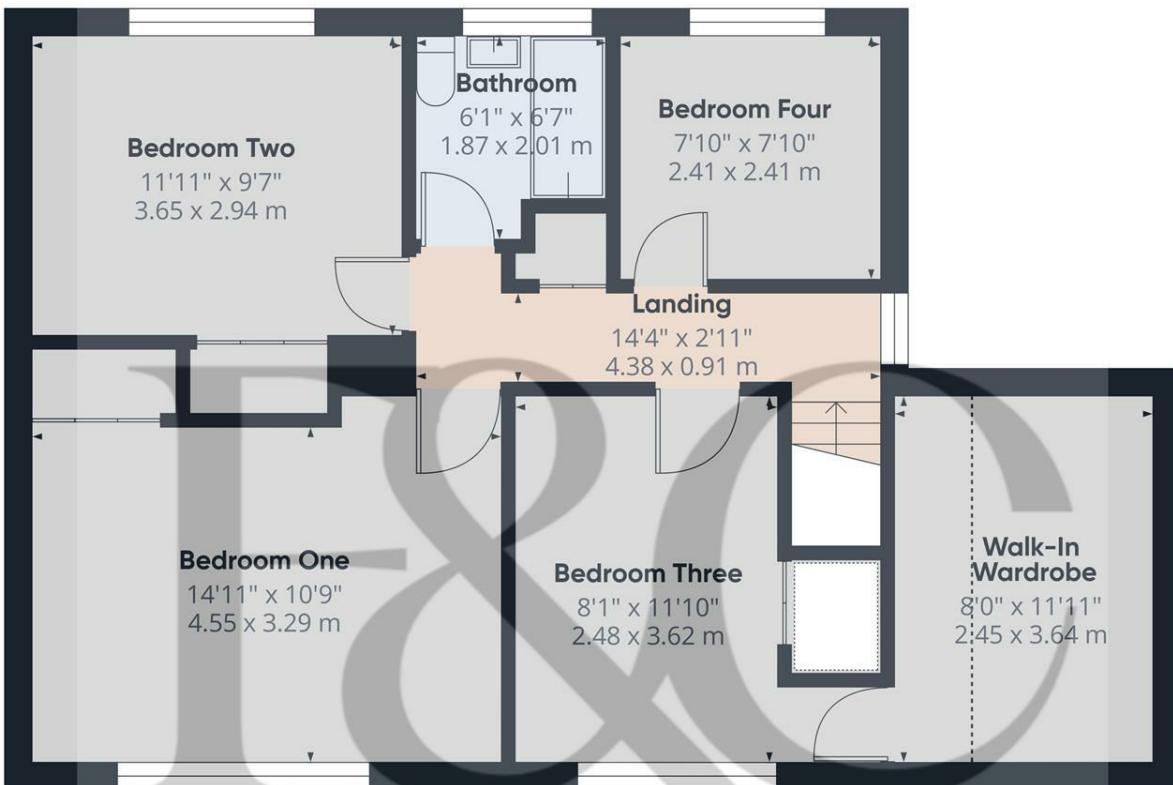 Bedroom Two
11'11" x 9'7"
3.65 x 2.94 m
Bathroom
6'1" x 6'7"
1.87 x 2.01 m
Bedroom Four
7'10" x 7'10"
2.41 x 2.41 m
Landing
14'4" x 2'11"
4.38 x 0.91 m
Bedroom One
14'11" x 10'9"
4.55 x 3.29 m
Bedroom Three
8'1" x 11'10"
2.48 x 3.62 m
Walk-In
Wardrobe
8'0" x 11'11"
2.45 x 3.64 m
F&C